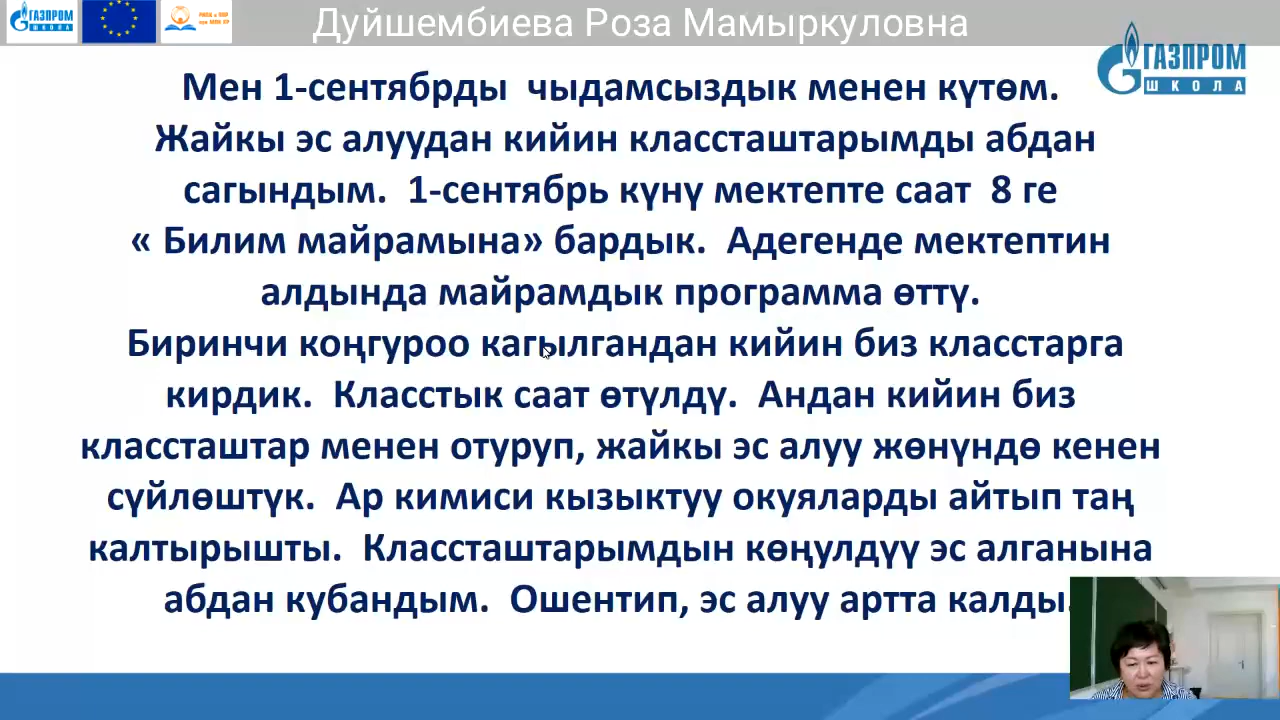 ГАЗПРОМ
ШКОЛА
Дуйшембиева Роза Мамыркуловна
ГАЗПРОМ
ШКОЛА
Мен 1-сентябрды чыдамсыздык менен күтөм.
Жайкы эс алуудан кийин классташтарымды абдан
сагындым. 1-сентябрь күнү мектепте саат 8 ге
« Билим майрамына» бардык. Адегенде мектептин
алдында майрамдык программа өттү.
Биринчи коңгуроо кагылгандан кийин биз класстарга
кирдик. Класстык саат өтүлдү. Андан кийин биз
классташтар менен отуруп, жайкы эс алуу жөнүндө кенен
сүйлөштүк. Ар кимиси кызыктуу окуяларды айтып таң
калтырышты. Классташтарымдын көңулдүү эс алганына
абдан кубандым. Ошентип, эс алуу артта калды.